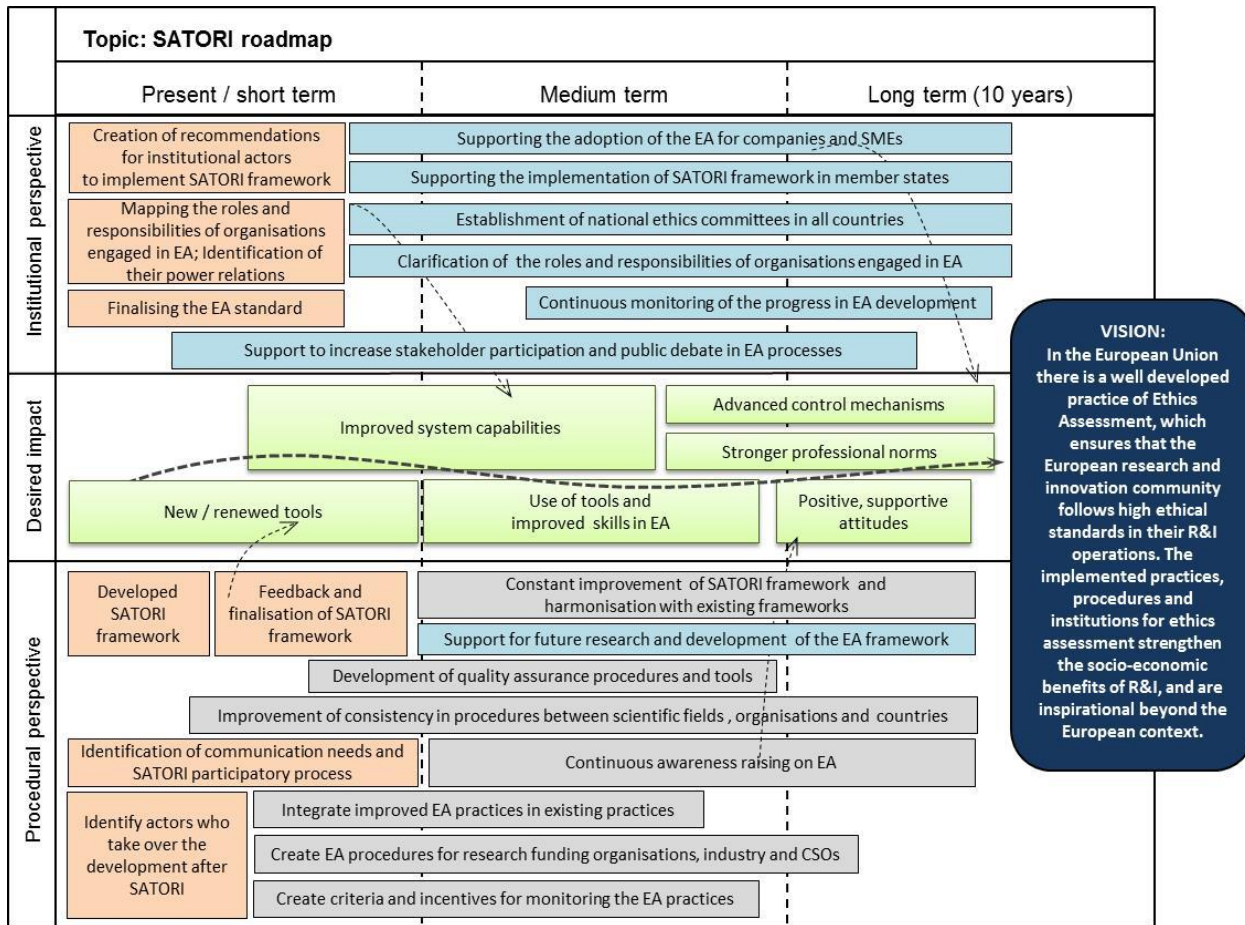 Topic: SATORI roadmap
Present / short term
Medium term
Long term (10 years)
Institutional perspective
Creation of recommendations
for institutional actors
to implement SATORI framework
Supporting the adoption of the EA for companies and SMEs
Supporting the implementation of SATORI framework in member states
Mapping the roles and
responsibilities of organisations
engaged in EA; Identification of
their power relations
Establishment of national ethics committees in all countries
Clarification of the roles and responsibilities of organisations engaged in EA
Finalising the EA standard
Continuous monitoring of the progress in EA development
Support to increase stakeholder participation and public debate in EA processes
Desired impact
Improved system capabilities
Advanced control mechanisms
Stronger professional norms
New / renewed tools
Use of tools and
improved skills in EA
Positive, supportive
attitudes
Procedural perspective
Developed
SATORI
framework
Feedback and
finalisation of SATORI
framework
Constant improvement of SATORI framework and
harmonisation with existing frameworks
Support for future research and development of the EA framework
Development of quality assurance procedures and tools
Improvement of consistency in procedures between scientific fields , organisations and countries
Identification of communication needs and
SATORI participatory process
Continuous awareness raising on EA
Identify actors who
take over the
development after
SATORI
Integrate improved EA practices in existing practices
Create EA procedures for research funding organisations, industry and CSOs
Create criteria and incentives for monitoring the EA practices
VISION:
In the European Union
there is a well developed
practice of Ethics
Assessment, which
ensures that the
European research and
innovation community
follows high ethical
standards in their R&I
operations. The
implemented practices,
procedures and
institutions for ethics
assessment strengthen
the socio-economic
benefits of R&I, and are
inspirational beyond the
European context.